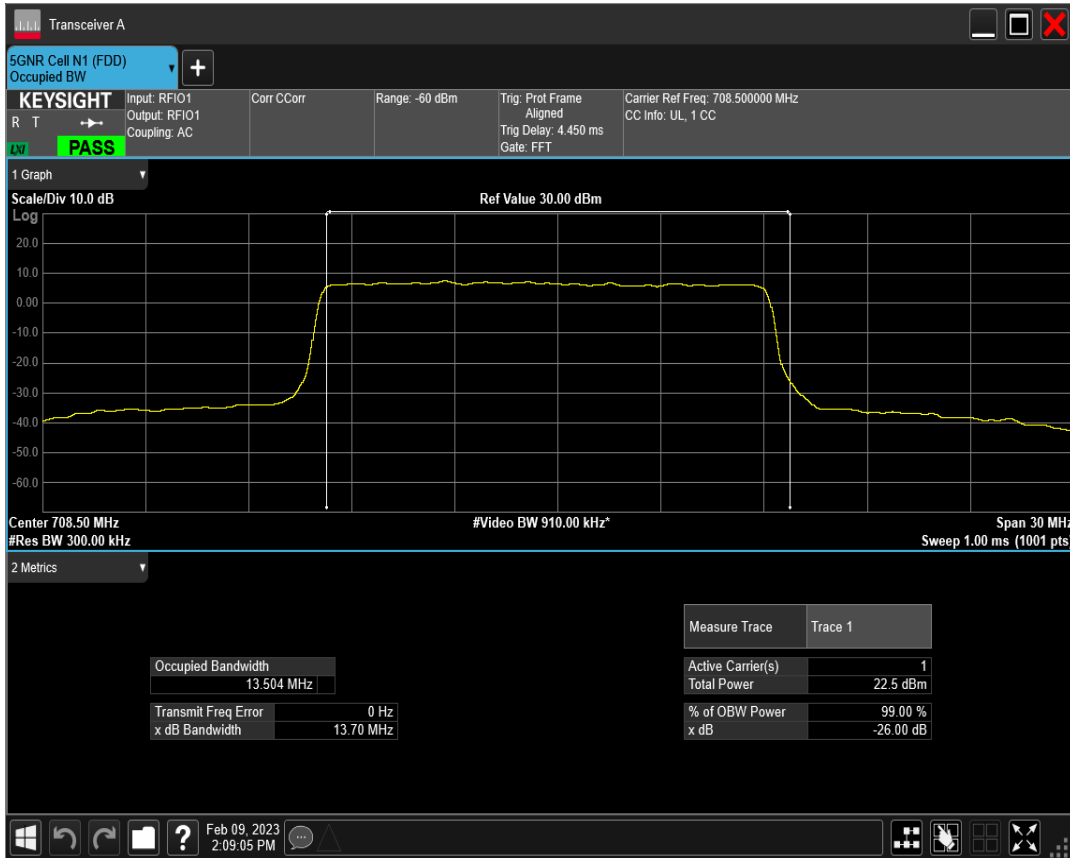 Transceiver A
5GNR Cell N1 (FDD)
Occupied BW
+
KEYSIGHT
R T
LXI
PASS
Input: RFIO1
Output: RFIO1
Coupling: AC
Corr CCorr
Range: -60 dBm
Trig: Prot Frame
Aligned
Trig Delay: 4.450 ms
Gate: FFT
Carrier Ref Freq: 708.500000 MHz
CC Info: UL, 1 CC
1 Graph
Scale/Div 10.0 dB
Ref Value 30.00 dBm
Log
20.0
10.0
0.00
-10.0
-20.0
-30.0
-40.0
-50.0
-60.0
Center 708.50 MHz
#Video BW 910.00 kHz*
Span 30 MHz
#Res BW 300.00 kHz
Sweep 1.00 ms (1001 pts)
2 Metrics
Measure Trace Trace 1
Occupied Bandwidth
13.504 MHz
Active Carrier(s) 1
Total Power 22.5 dBm
Transmit Freq Error 0 Hz
x dB Bandwidth 13.70 MHz
% of OBW Power 99.00 %
x dB -26.00 dB
?
Feb 09, 2023
2:09:05 PM